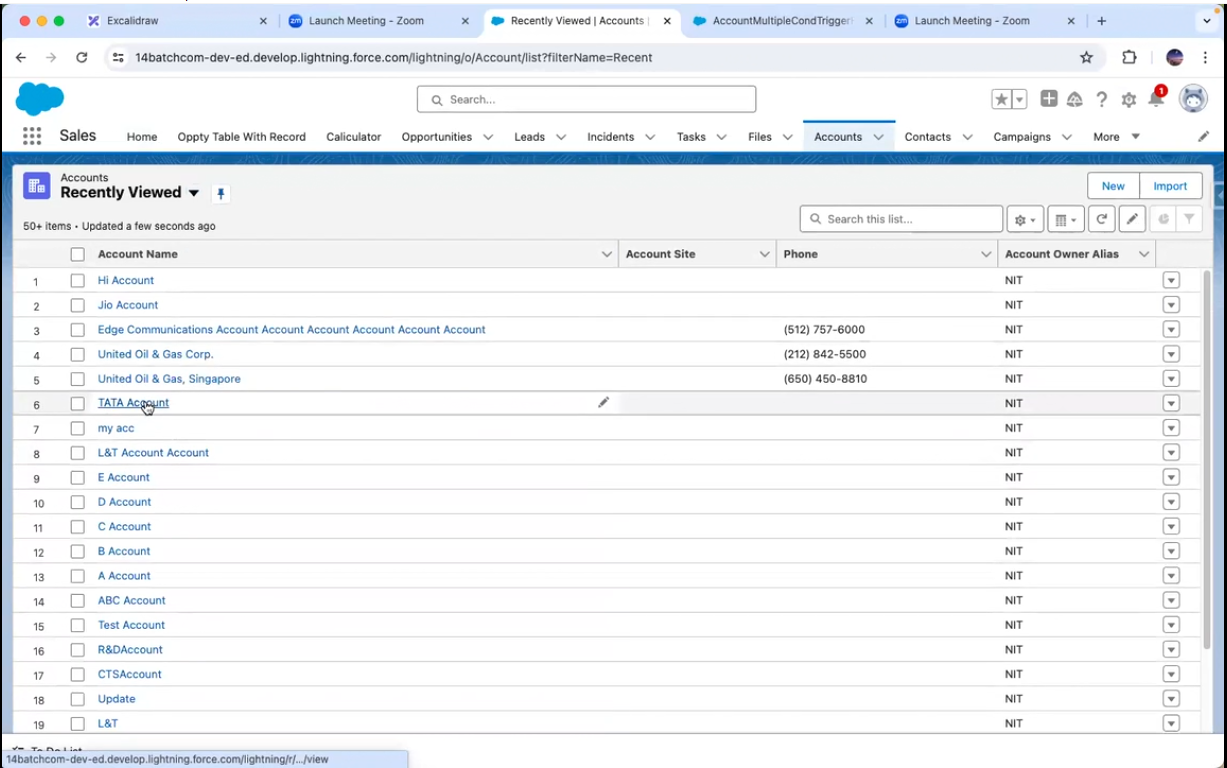 Excalidraw
Launch Meeting - Zoom
Recently Viewed | Accounts
AccountMultipleCondTrigger
Launch Meeting - Zoom
14batchcom-dev-ed.develop.lightning.force.com/lightning/o/Account/list?filterName=Recent
Search...
1
Sales
Home
Oppty Table With Record
Calculator
Opportunities
Leads
Incidents
Tasks
Files
Accounts
Contacts
Campaigns
More
Accounts
Recently Viewed
New
Import
50+ items • Updated a few seconds ago
Search this list...
Account Name
Account Site
Phone
Account Owner Alias
1 Hi Account NIT
2 Jio Account NIT
3 Edge Communications Account Account Account Account Account Account (512) 757-6000 NIT
4 United Oil & Gas Corp. (212) 842-5500 NIT
5 United Oil & Gas, Singapore (650) 450-8810 NIT
6 TATA Account NIT
7 my acc NIT
8 L&T Account Account NIT
9 E Account NIT
10 D Account NIT
11 C Account NIT
12 B Account NIT
13 A Account NIT
14 ABC Account NIT
15 Test Account NIT
16 R&DAccount NIT
17 CTSAccount NIT
18 Update NIT
19 L&T NIT
To Do List
14batchcom-dev-ed.develop.lightning.force.com/lightning/r/.../view